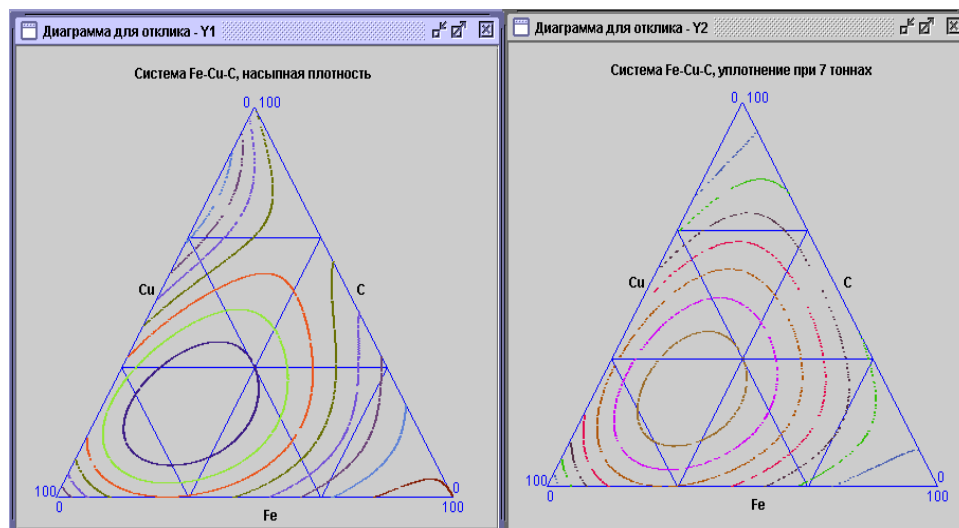 Диаграмма для отклика - Y1
Система Fe-Cu-C, насыпная плотность
0 100
Cu
C
100
0
0
100
Fe
Диаграмма для отклика - Y2
Система Fe-Cu-C, уплотнение при 7 тоннах
0 100
Cu
C
100
0
0
100
Fe